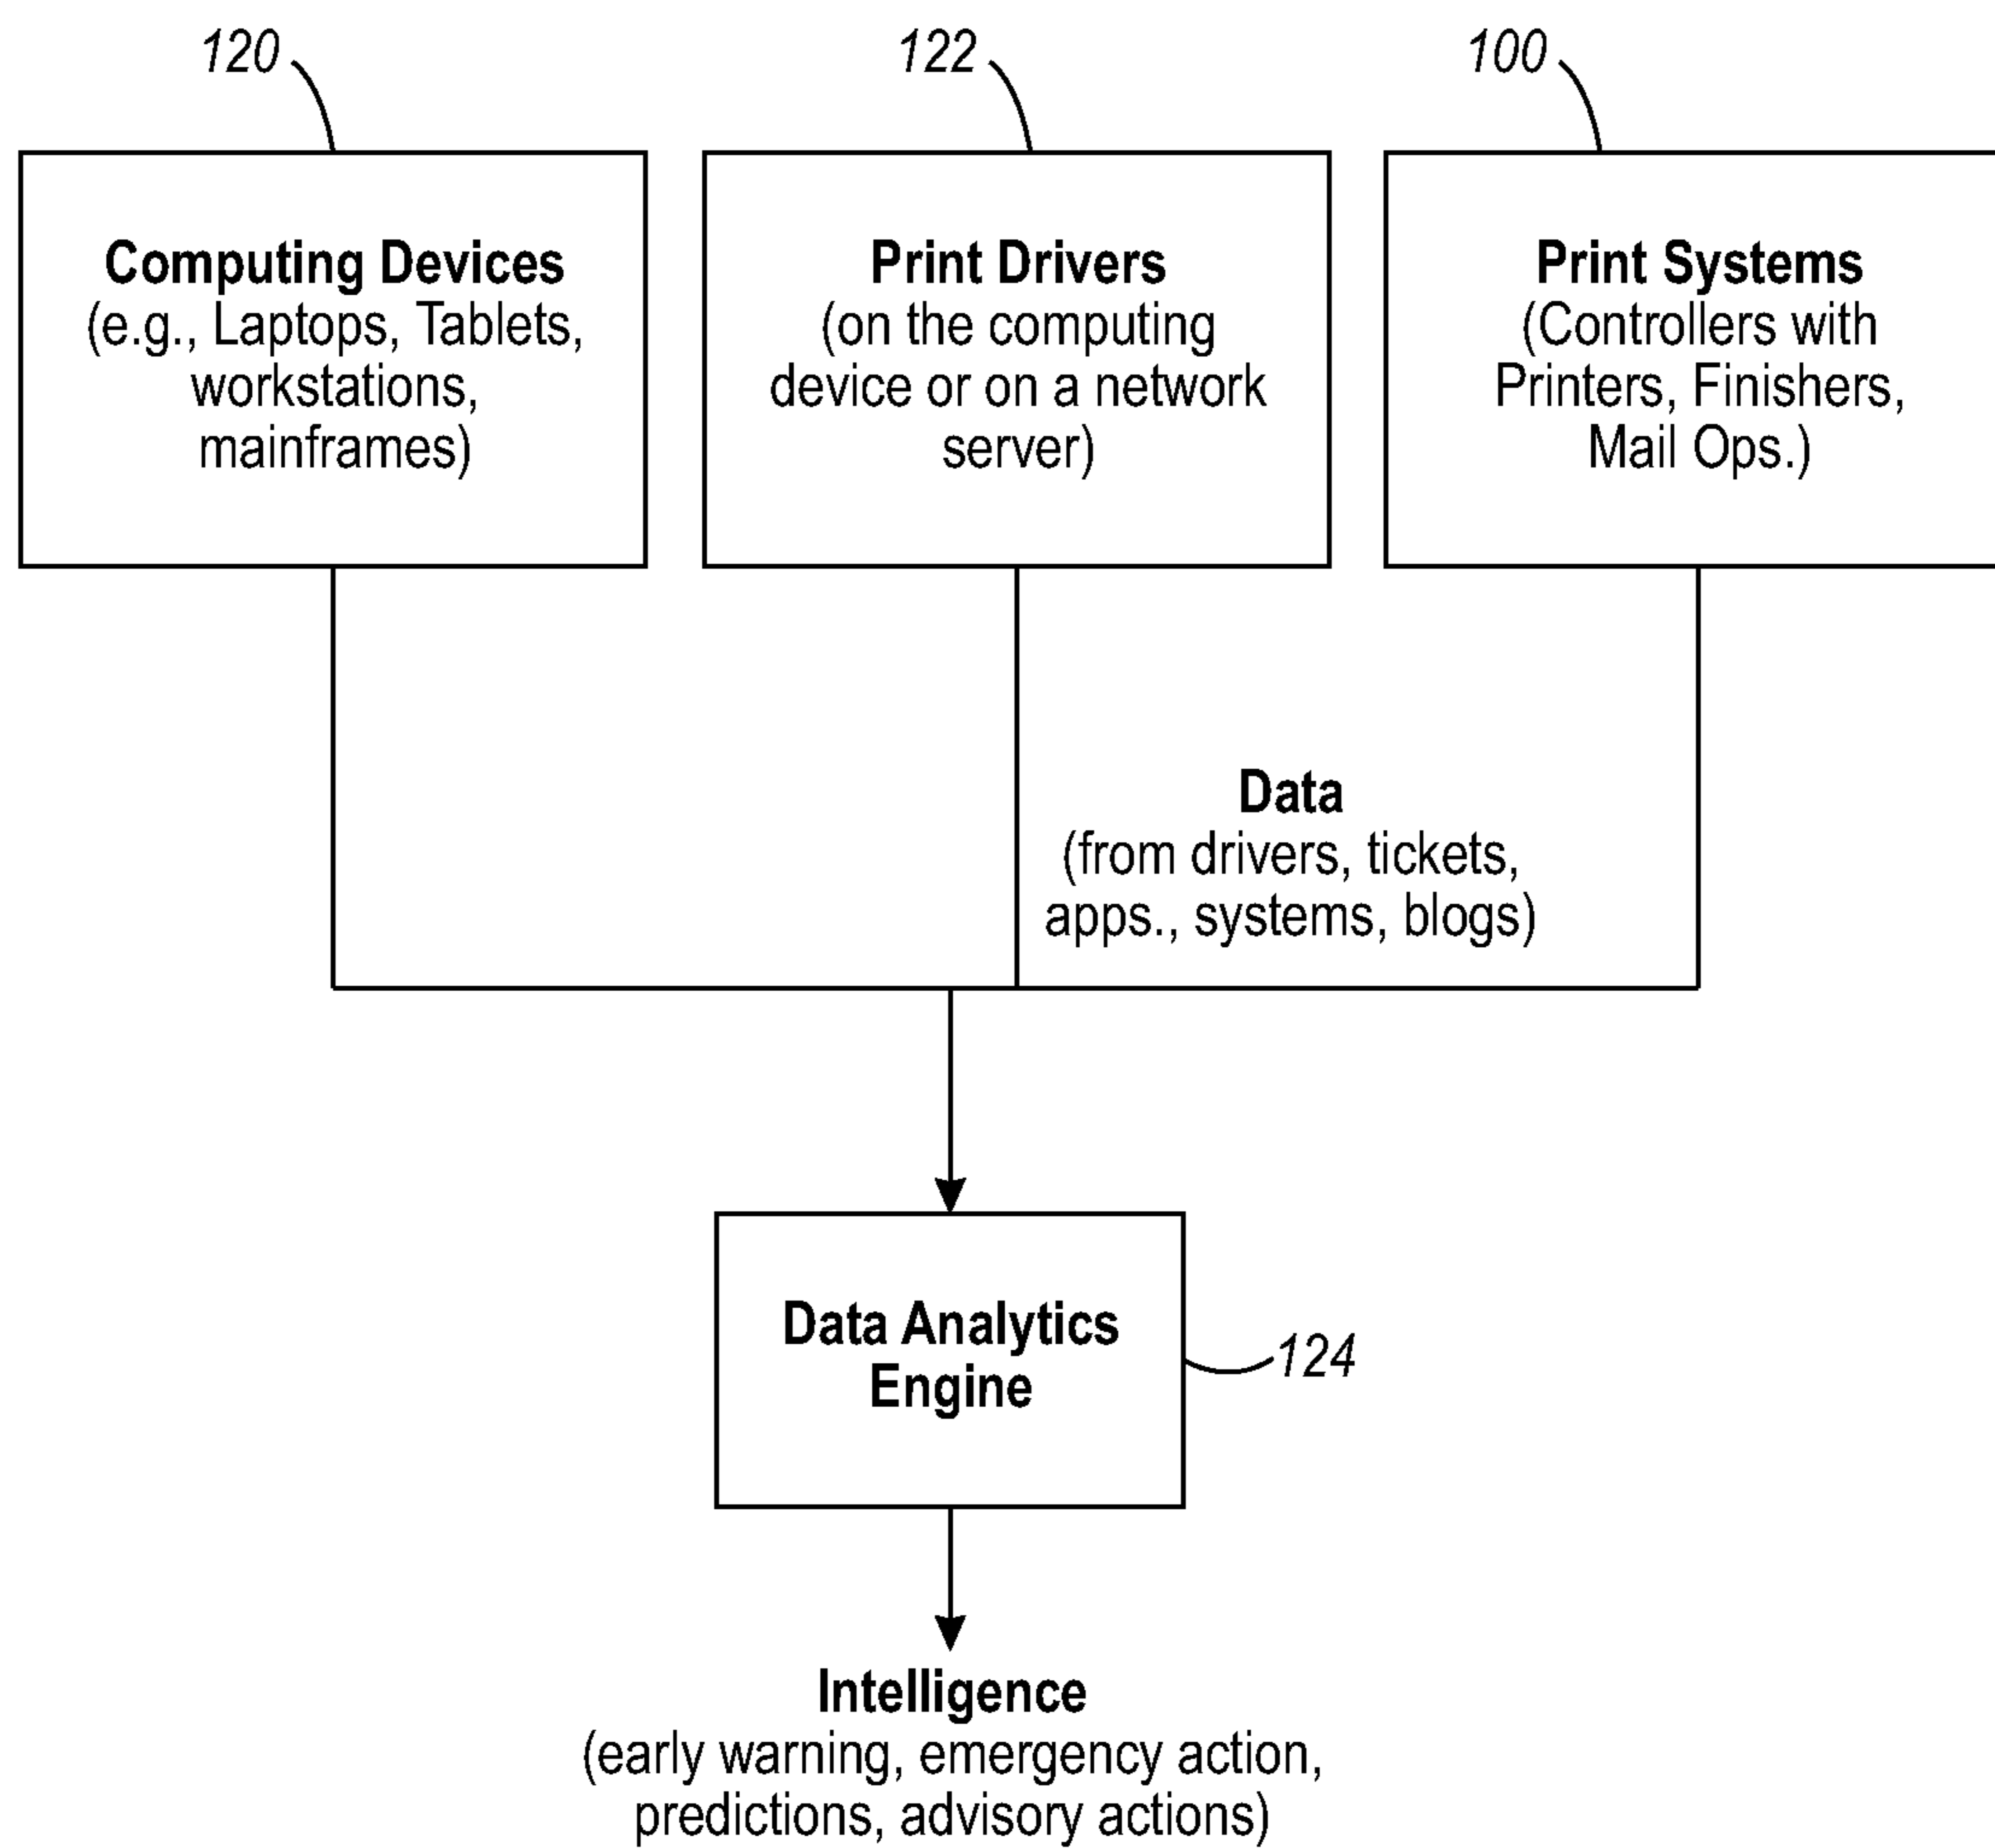 120
122
100
Computing Devices
(e.g., Laptops, Tablets,
workstations,
mainframes)
Print Drivers
(on the computing
device or on a network
server)
Print Systems
(Controllers with
Printers, Finishers,
Mail Ops.)
Data
(from drivers, tickets,
apps., systems, blogs)
Data Analytics
Engine
124
Intelligence
(early warning, emergency action,
predictions, advisory actions)